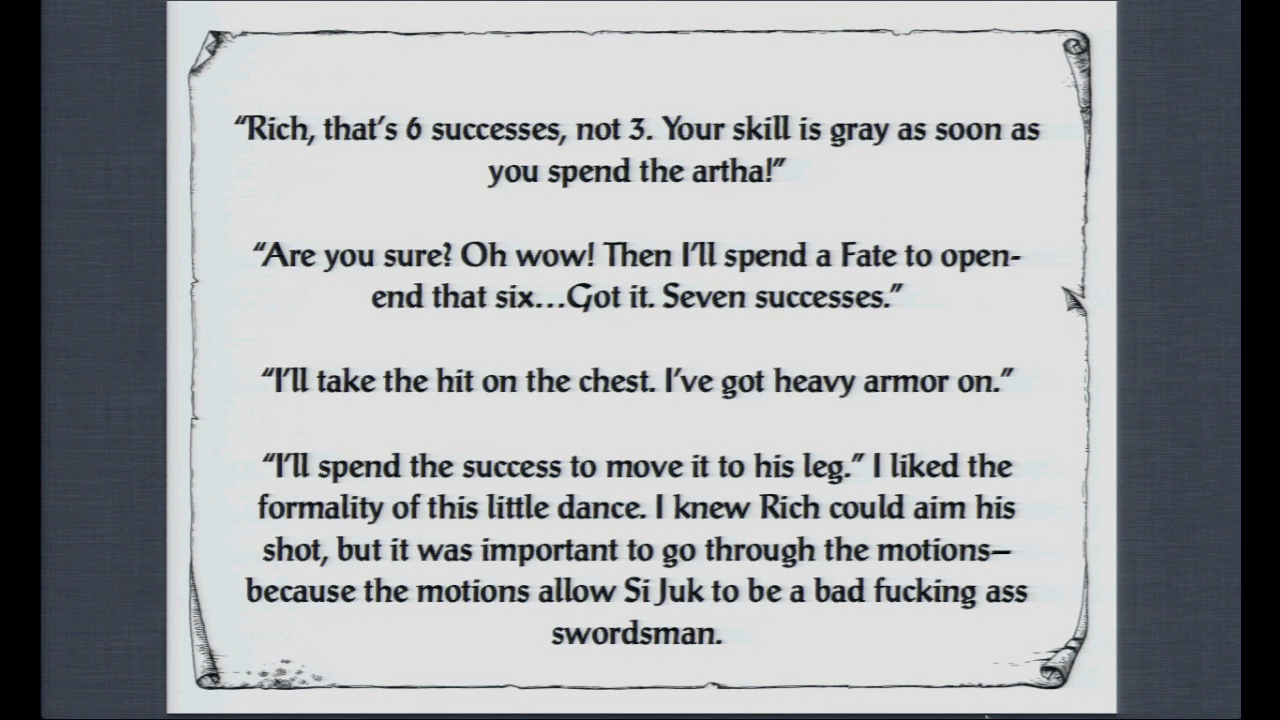 “Rich, that’s 6 successes, not 3. Your skill is gray as soon as
you spend the artha!”
“Are you sure? Oh wow! Then I’ll spend a Fate to open-
end that six…Got it. Seven successes.”
“I’ll take the hit on the chest. I’ve got heavy armor on.”
“I’ll spend the success to move it to his leg.” I liked the
formality of this little dance. I knew Rich could aim his
shot, but it was important to go through the motions—
because the motions allow Si Juk to be a bad fucking ass
swordsman.